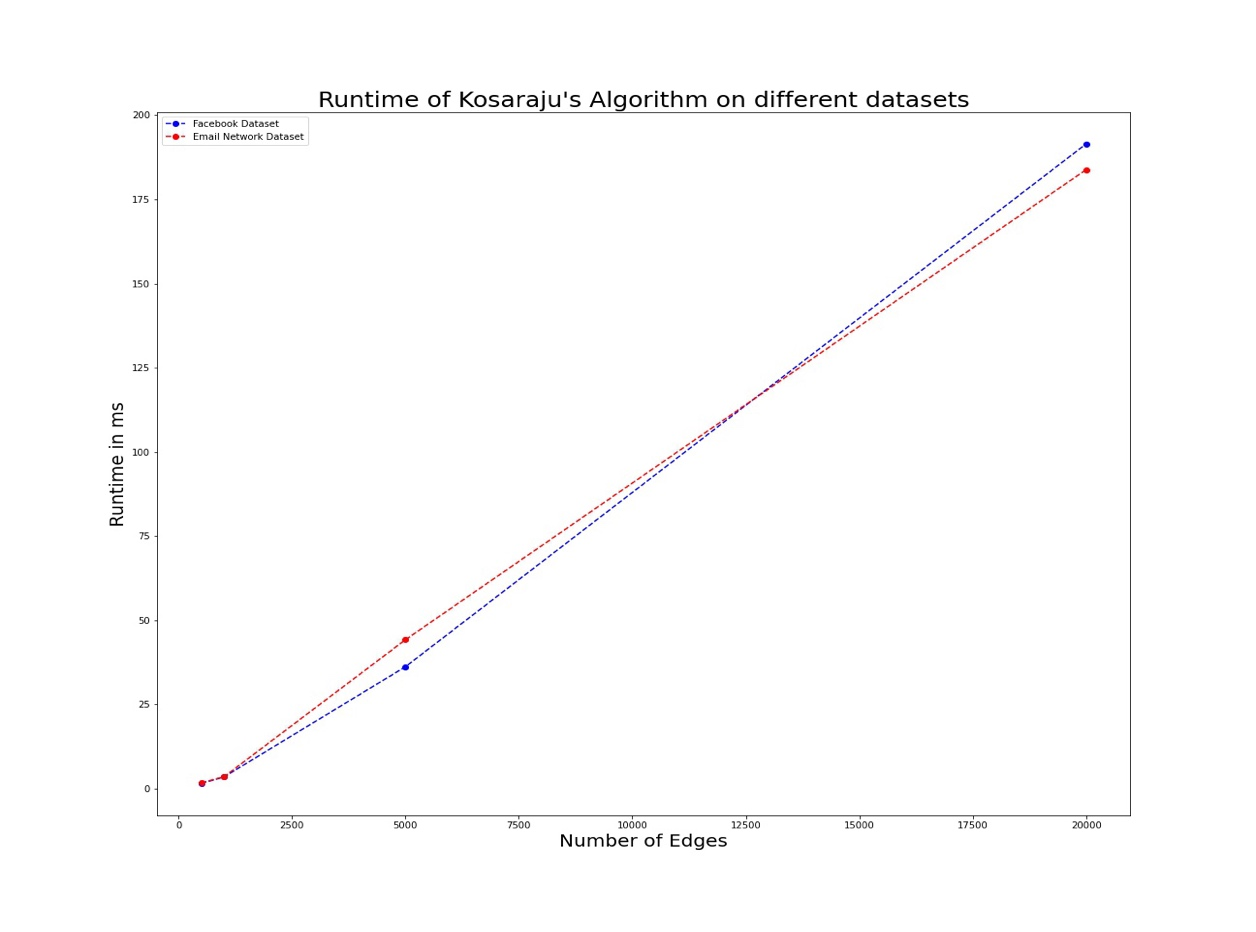 Runtime of Kosaraju's Algorithm on different datasets
200
Facebook Dataset
Email Network Dataset
175
150
125
100
75
50
25
0
Runtime in ms
0 2500 5000 7500 10000 12500 15000 17500 20000
Number of Edges